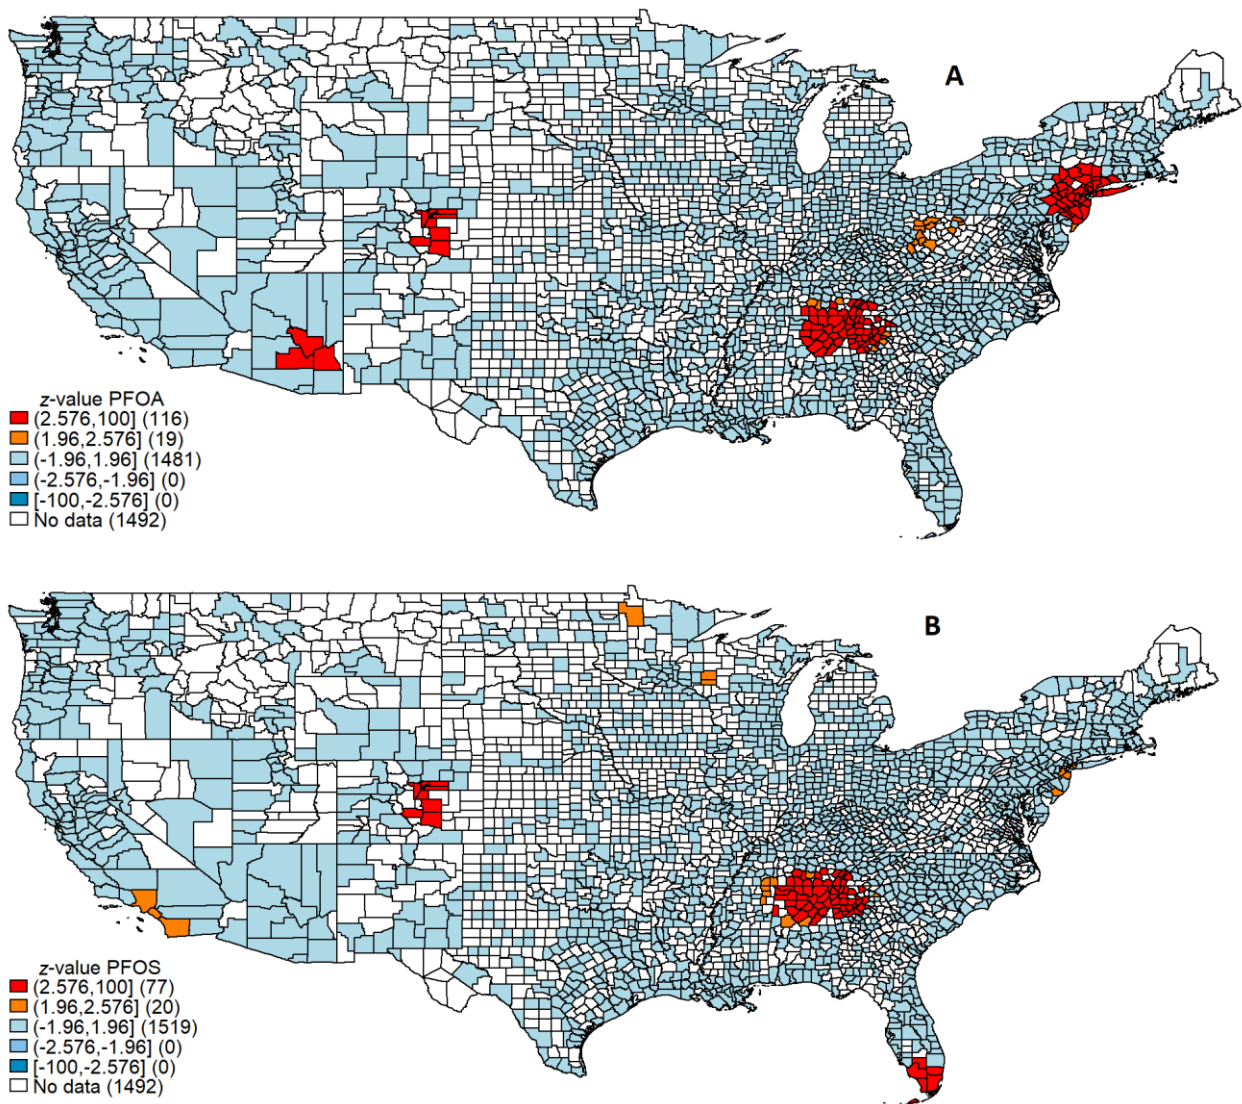 A
z-value PFOA
(2.576,100] (116)
(1.96,2.576] (19)
(-1.96,1.96] (1481)
(-2.576,-1.96] (0)
[-100,-2.576] (0)
No data (1492)
B
z-value PFOS
(2.576,100] (77)
(1.96,2.576] (20)
(-1.96,1.96] (1519)
(-2.576,-1.96] (0)
[-100,-2.576] (0)
No data (1492)